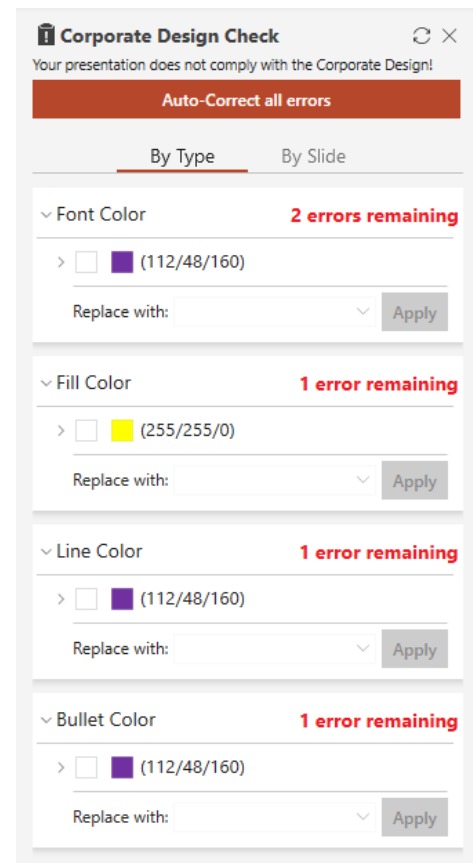 Corporate Design Check
Your presentation does not comply with the Corporate Design!
Auto-Correct all errors
By Type By Slide
Font Color 2 errors remaining
(112/48/160)
Replace with: Apply
Fill Color 1 error remaining
(255/255/0)
Replace with: Apply
Line Color 1 error remaining
(112/48/160)
Replace with: Apply
Bullet Color 1 error remaining
(112/48/160)
Replace with: Apply